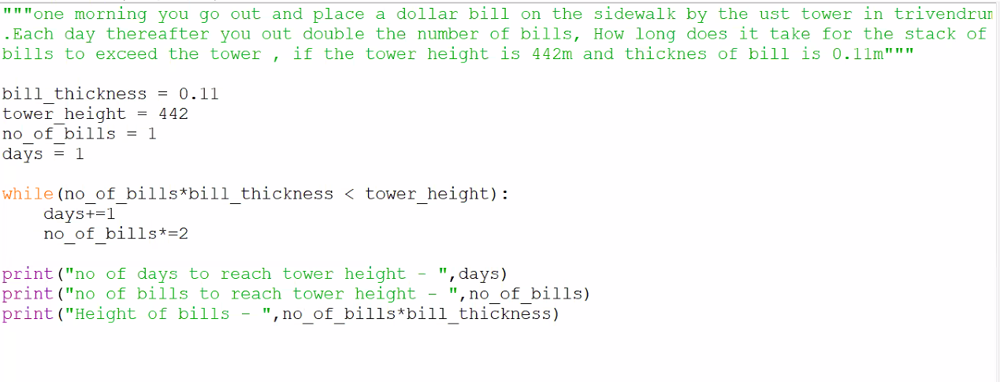 """one morning you go out and place a dollar bill on the sidewalk by the ust tower in trivendrum
.Each day thereafter you out double the number of bills, How long does it take for the stack of
bills to exceed the tower , if the tower height is 442m and thicknes of bill is 0.11m"""

bill_thickness = 0.11
tower_height = 442
no_of_bills = 1
days = 1

while(no_of_bills*bill_thickness < tower_height):
    days+=1
    no_of_bills*=2

print("no of days to reach tower height - ",days)
print("no of bills to reach tower height - ",no_of_bills)
print("Height of bills - ",no_of_bills*bill_thickness)